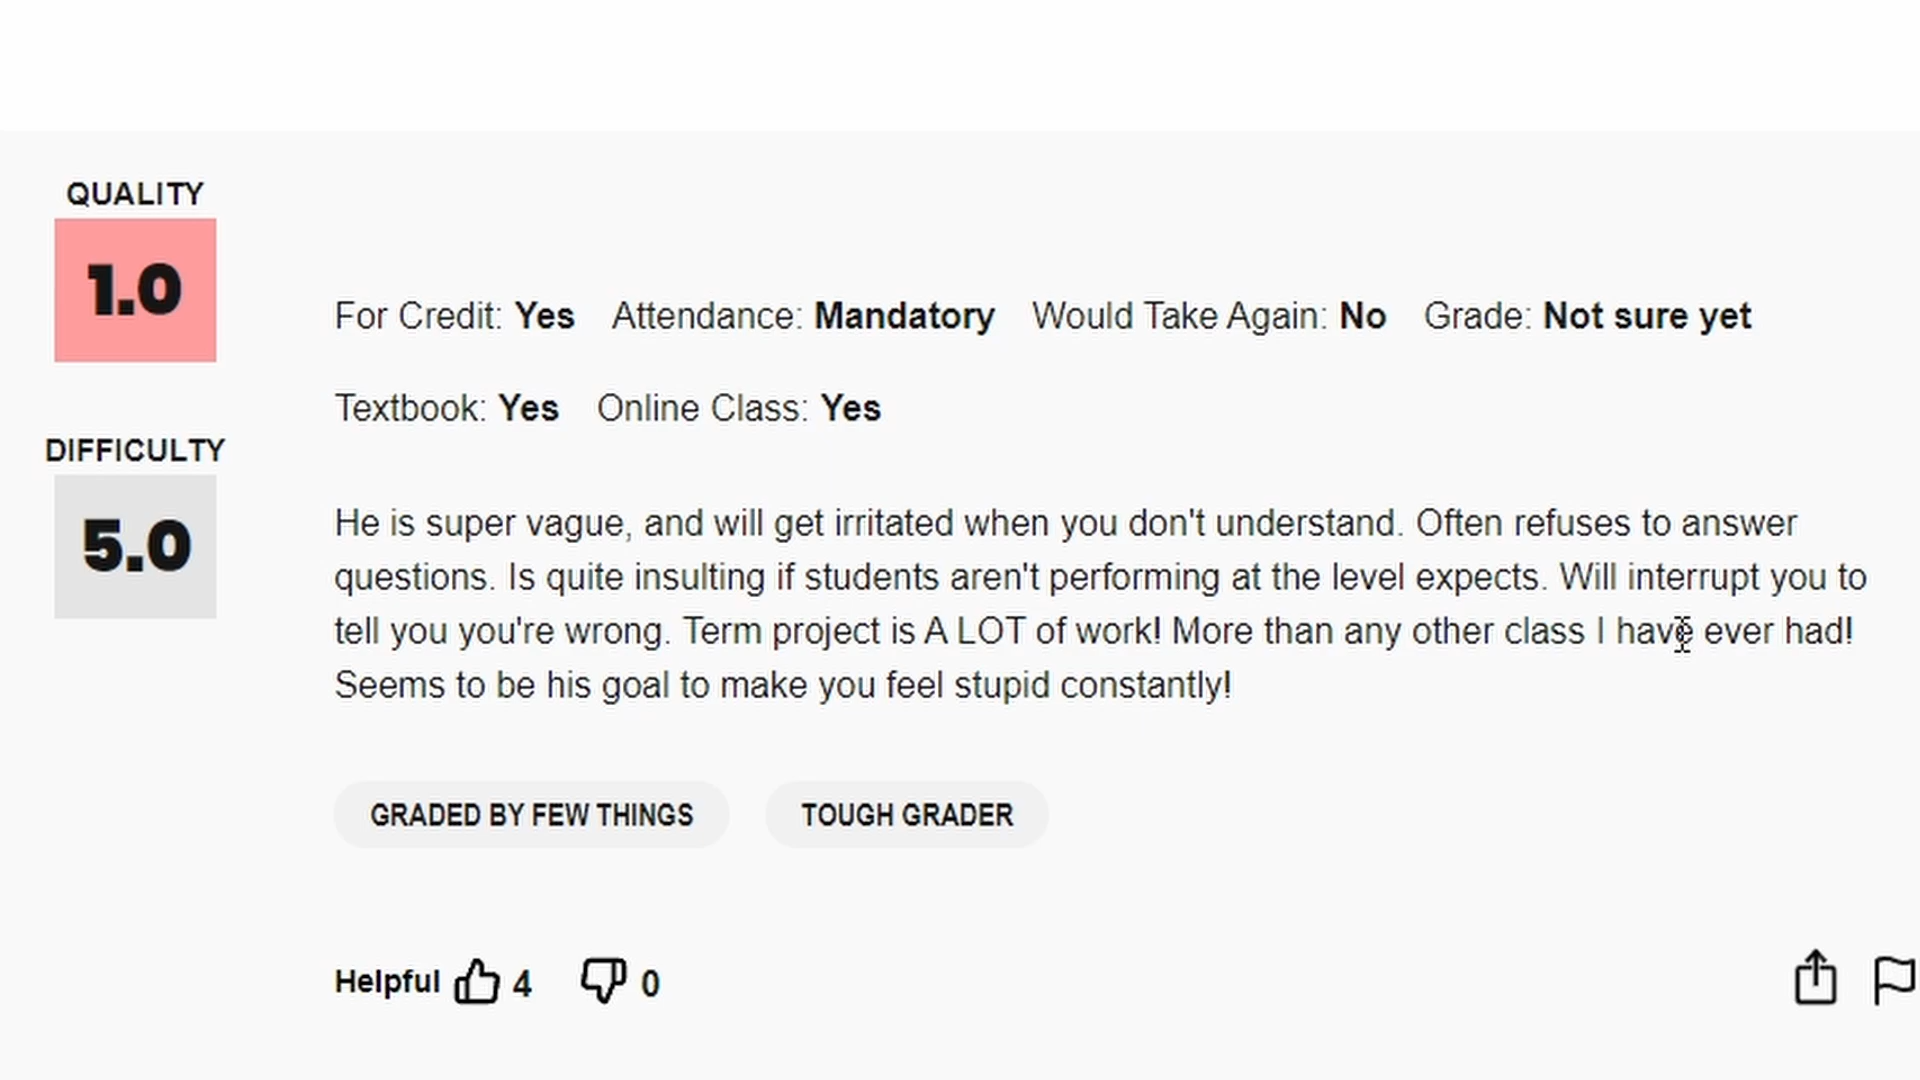 QUALITY
1.0
For Credit: Yes Attendance: Mandatory Would Take Again: No Grade: Not sure yet
Textbook: Yes Online Class: Yes
DIFFICULTY
5.0
He is super vague, and will get irritated when you don't understand. Often refuses to answer
questions. Is quite insulting if students aren't performing at the level expects. Will interrupt you to
tell you you're wrong. Term project is A LOT of work! More than any other class I have ever had!
Seems to be his goal to make you feel stupid constantly!
GRADED BY FEW THINGS TOUGH GRADER
Helpful 4 0